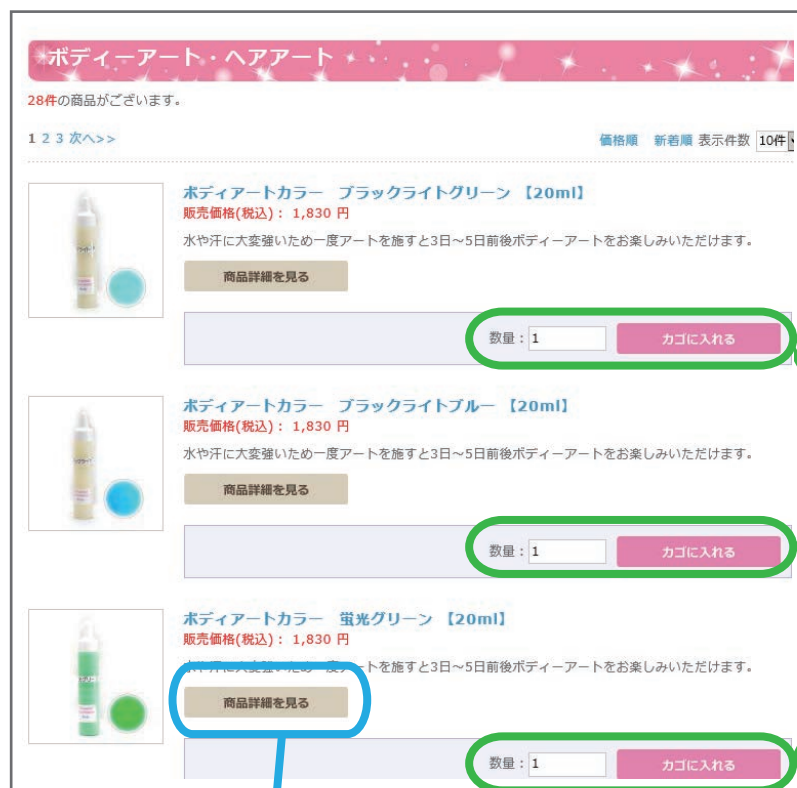 ボディーアート・ヘアアート
28件の商品がございます。
1 2 3 次へ>>
価格順 新着順 表示件数 10件
ボディアートカラー ブラックライトグリーン 【20ml】
販売価格(税込)： 1,830 円
水や汗に大変強いため一度アートを施すと3日～5日前後ボディーアートをお楽しみいただけます。
商品詳細を見る
数量：1 カゴに入れる
ボディアートカラー ブラックライトブルー 【20ml】
販売価格(税込)： 1,830 円
水や汗に大変強いため一度アートを施すと3日～5日前後ボディーアートをお楽しみいただけます。
商品詳細を見る
数量：1 カゴに入れる
ボディアートカラー 蛍光グリーン 【20ml】
販売価格(税込)： 1,830 円
水や汗に大変強いため一度アートを施すと3日～5日前後ボディーアートをお楽しみいただけます。
商品詳細を見る
数量：1 カゴに入れる